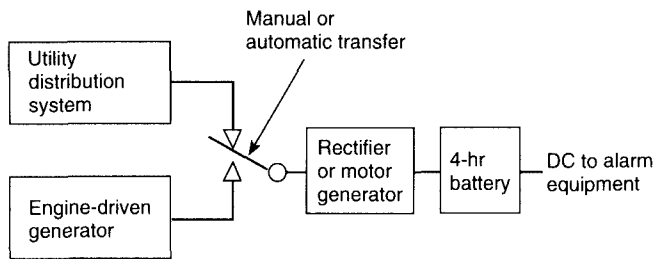 Manual or
automatic transfer
Utility
distribution
system
Rectifier
or motor
generator
4-hr
battery
DC to alarm
equipment
Engine-driven
generator